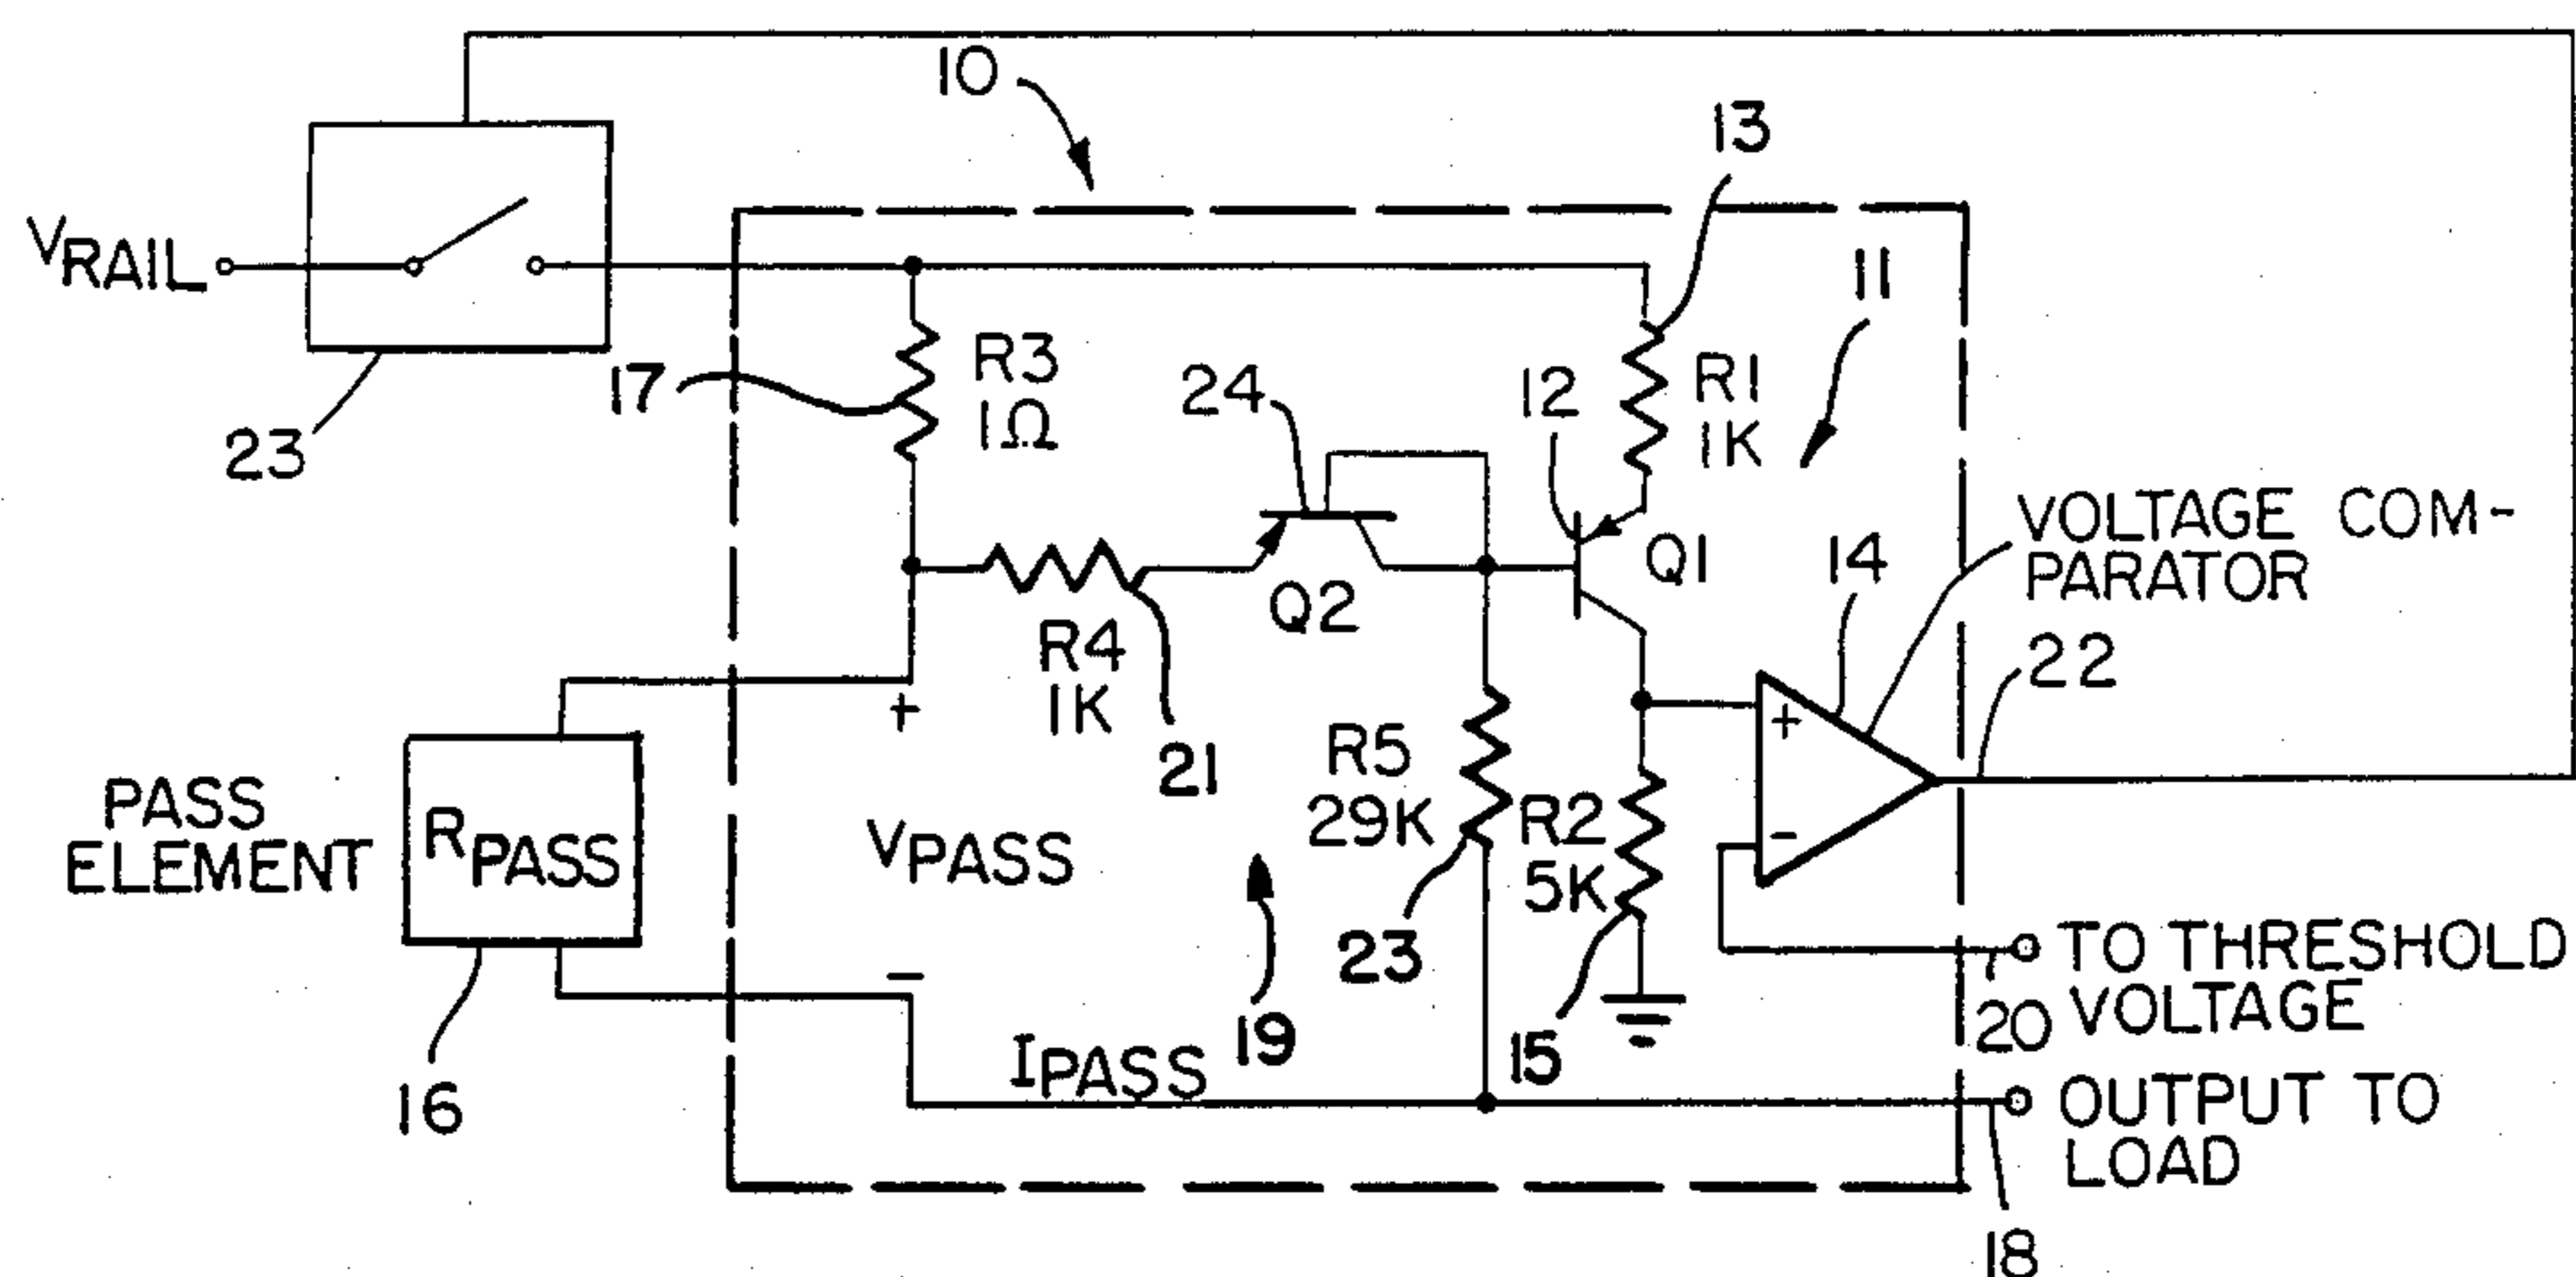 10
13
VRAIL
11
23
17
R3
1Ω
24
12
R1
1K
Q2
Q1
14
VOLTAGE COM-
PARATOR
22
R4
1K
21
+
+
-
PASS
ELEMENT
RPASS
16
VPASS
-
IPASS
19
R5
29K
23
R2
5K
15
20
TO THRESHOLD
VOLTAGE
OUTPUT TO
LOAD
18